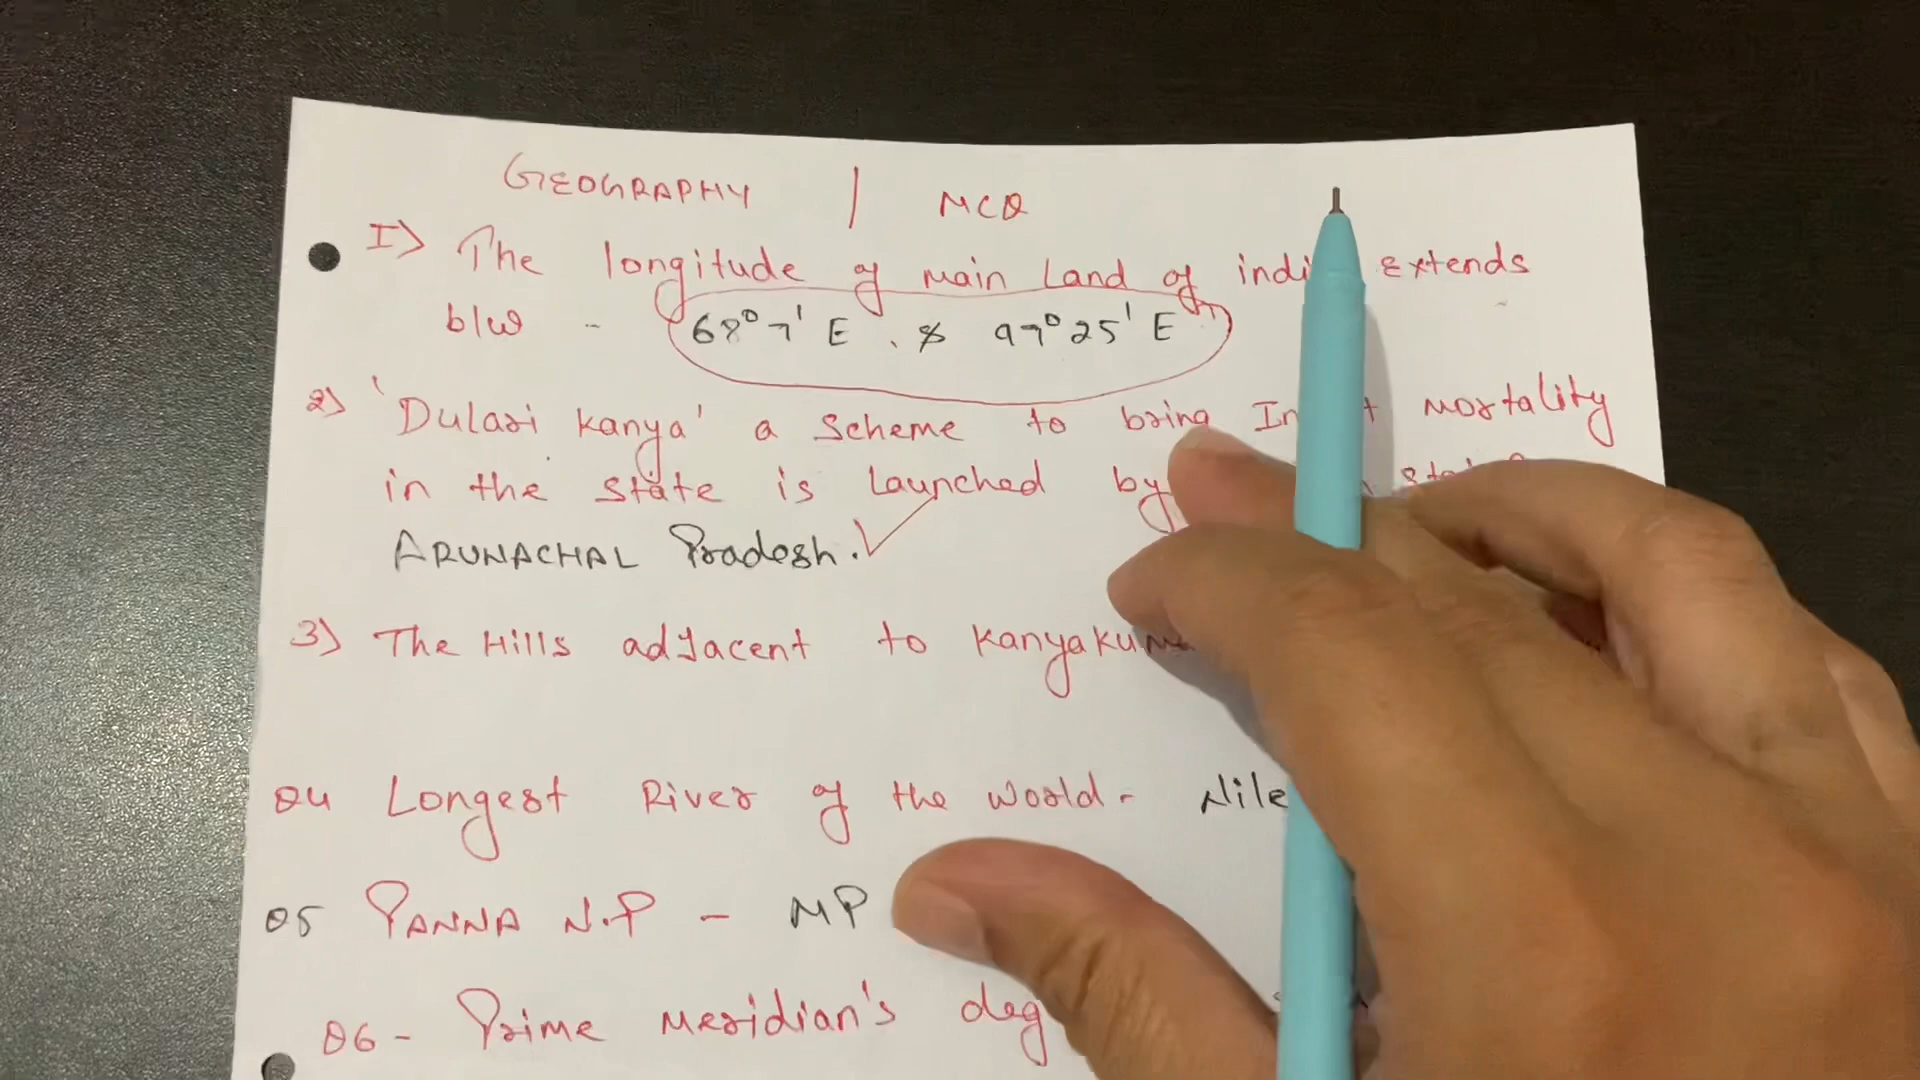 GEOGRAPHY | MCQ
1) The longitude of main Land of indi extends
b/w - 68° 7' E . & 97° 25' E
2) 'Dulari Kanya' a Scheme to bring mortality
in the state is Launched by
ARUNACHAL Pradesh.
3) The Hills adjacent to Kanyakuma
04 Longest River of the world - Nile
05 PANNA N.P - MP
06 - Prime Meridian's deg